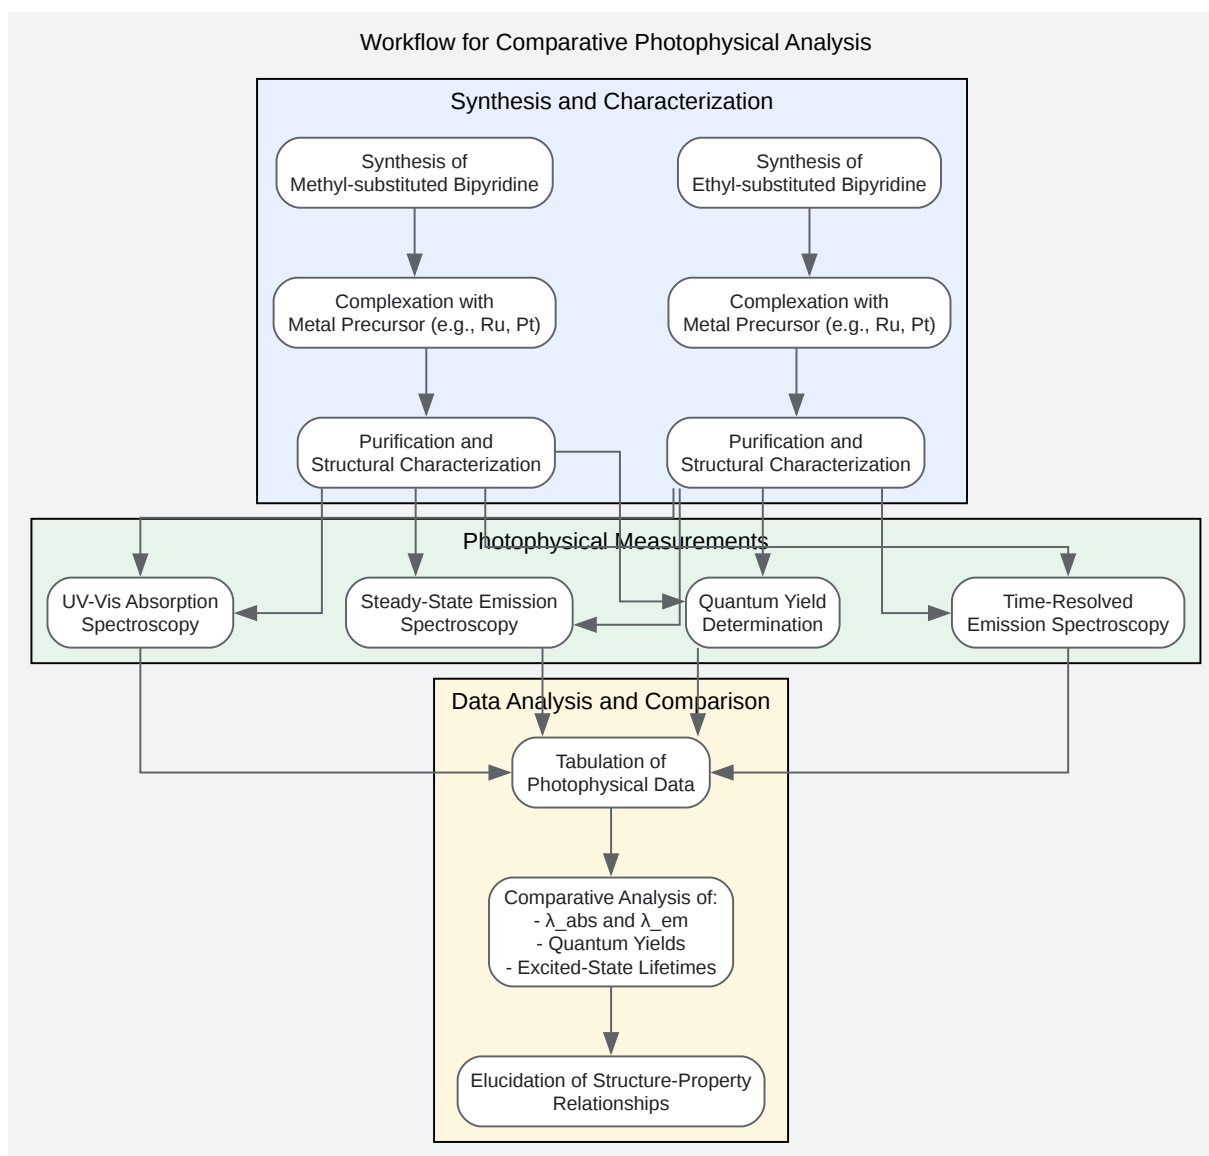 Workflow for Comparative Photophysical Analysis
Synthesis and Characterization
Synthesis of
Methyl-substituted Bipyridine
Synthesis of
Ethyl-substituted Bipyridine
Complexation with
Metal Precursor (e.g., Ru, Pt)
Complexation with
Metal Precursor (e.g., Ru, Pt)
Purification and
Structural Characterization
Purification and
Structural Characterization
Photophysical Measurements
UV-Vis Absorption
Spectroscopy
Steady-State Emission
Spectroscopy
Quantum Yield
Determination
Time-Resolved
Emission Spectroscopy
Data Analysis and Comparison
Tabulation of
Photophysical Data
Comparative Analysis of:
- λ_abs and λ_em
- Quantum Yields
- Excited-State Lifetimes
Elucidation of Structure-Property
Relationships